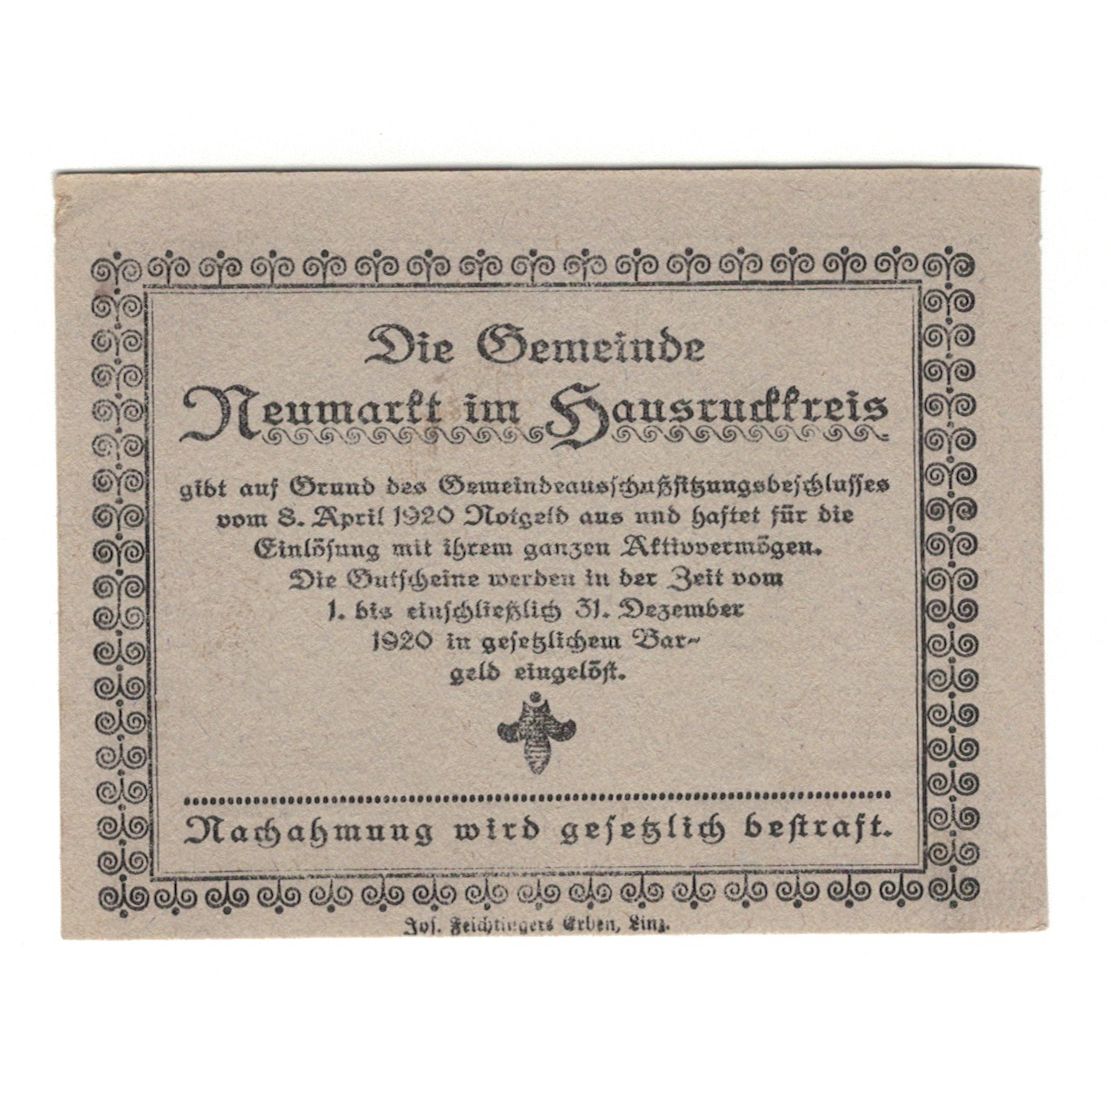 Die Gemeinde
Neumarkt im Hausruckkreis
gibt auf Grund des Gemeindeausschußsitzungsbeschlusses
vom 8. April 1920 Notgeld aus und haftet für die
Einlösung mit ihrem ganzen Aktivvermögen.
Die Gutscheine werden in der Zeit vom
1. bis einschließlich 31. Dezember
1920 in gesetzlichem Bar-
geld eingelöst.
Nachahmung wird gesetzlich bestraft.
Jos. Feichtingers Erben, Linz.